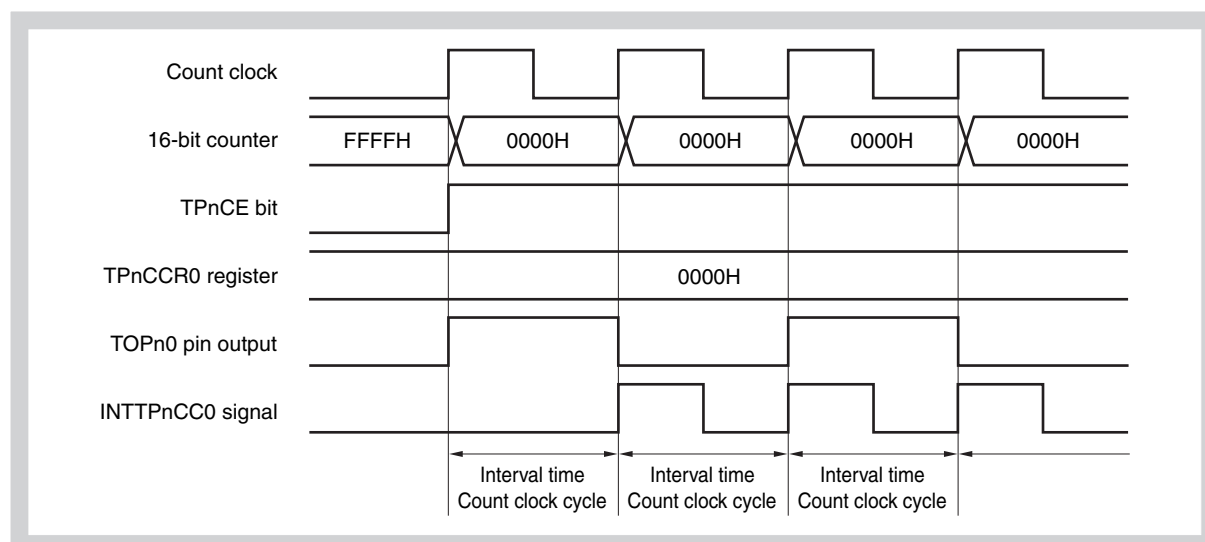 Count clock
16-bit counter
FFFFH
0000H
0000H
0000H
0000H
TPnCE bit
TPnCCR0 register
0000H
TOPn0 pin output
INTTPnCC0 signal
Interval time
Count clock cycle
Interval time
Count clock cycle
Interval time
Count clock cycle